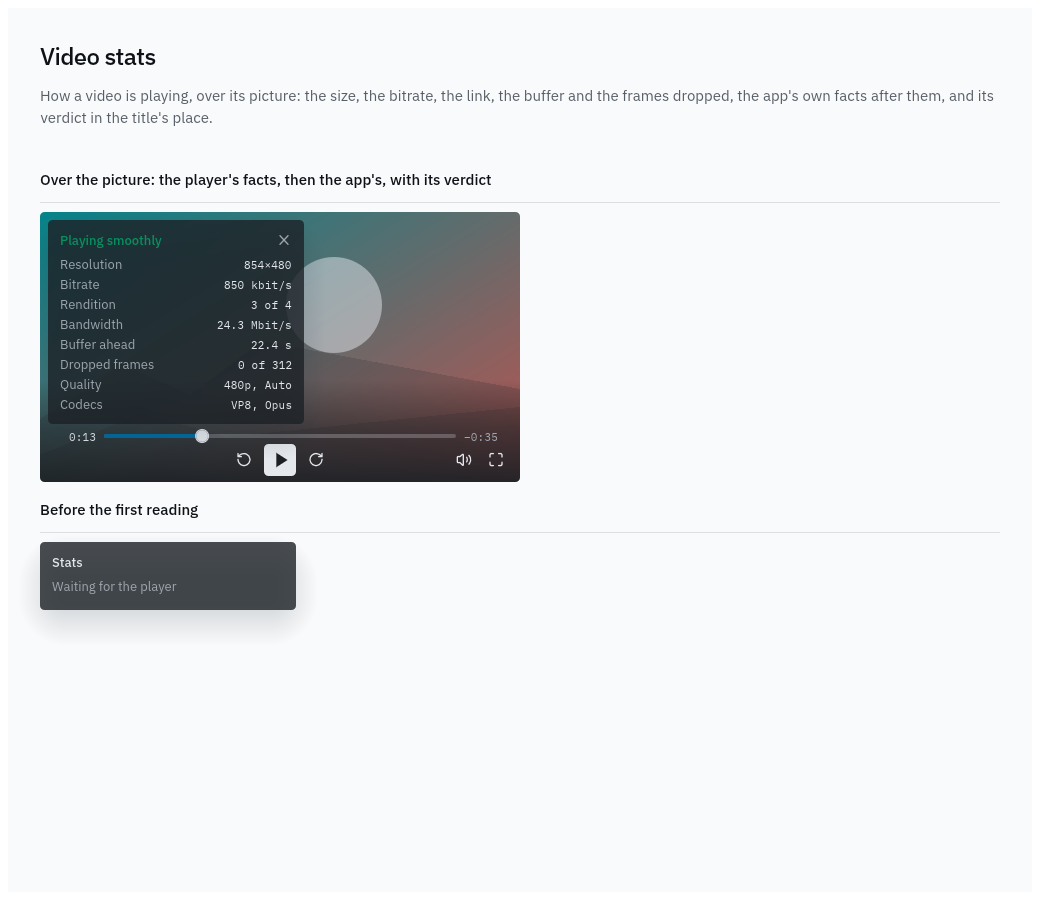 Video stats
How a video is playing, over its picture: the size, the bitrate, the link, the buffer and the frames dropped, the app's own facts after them, and its
verdict in the title's place.
Over the picture: the player's facts, then the app's, with its verdict
Playing smoothly
Resolution 854×480
Bitrate 850 kbit/s
Rendition 3 of 4
Bandwidth 24.3 Mbit/s
Buffer ahead 22.4 s
Dropped frames 0 of 312
Quality 480p, Auto
Codecs VP8, Opus
0:13 −0:35
Before the first reading
Stats
Waiting for the player